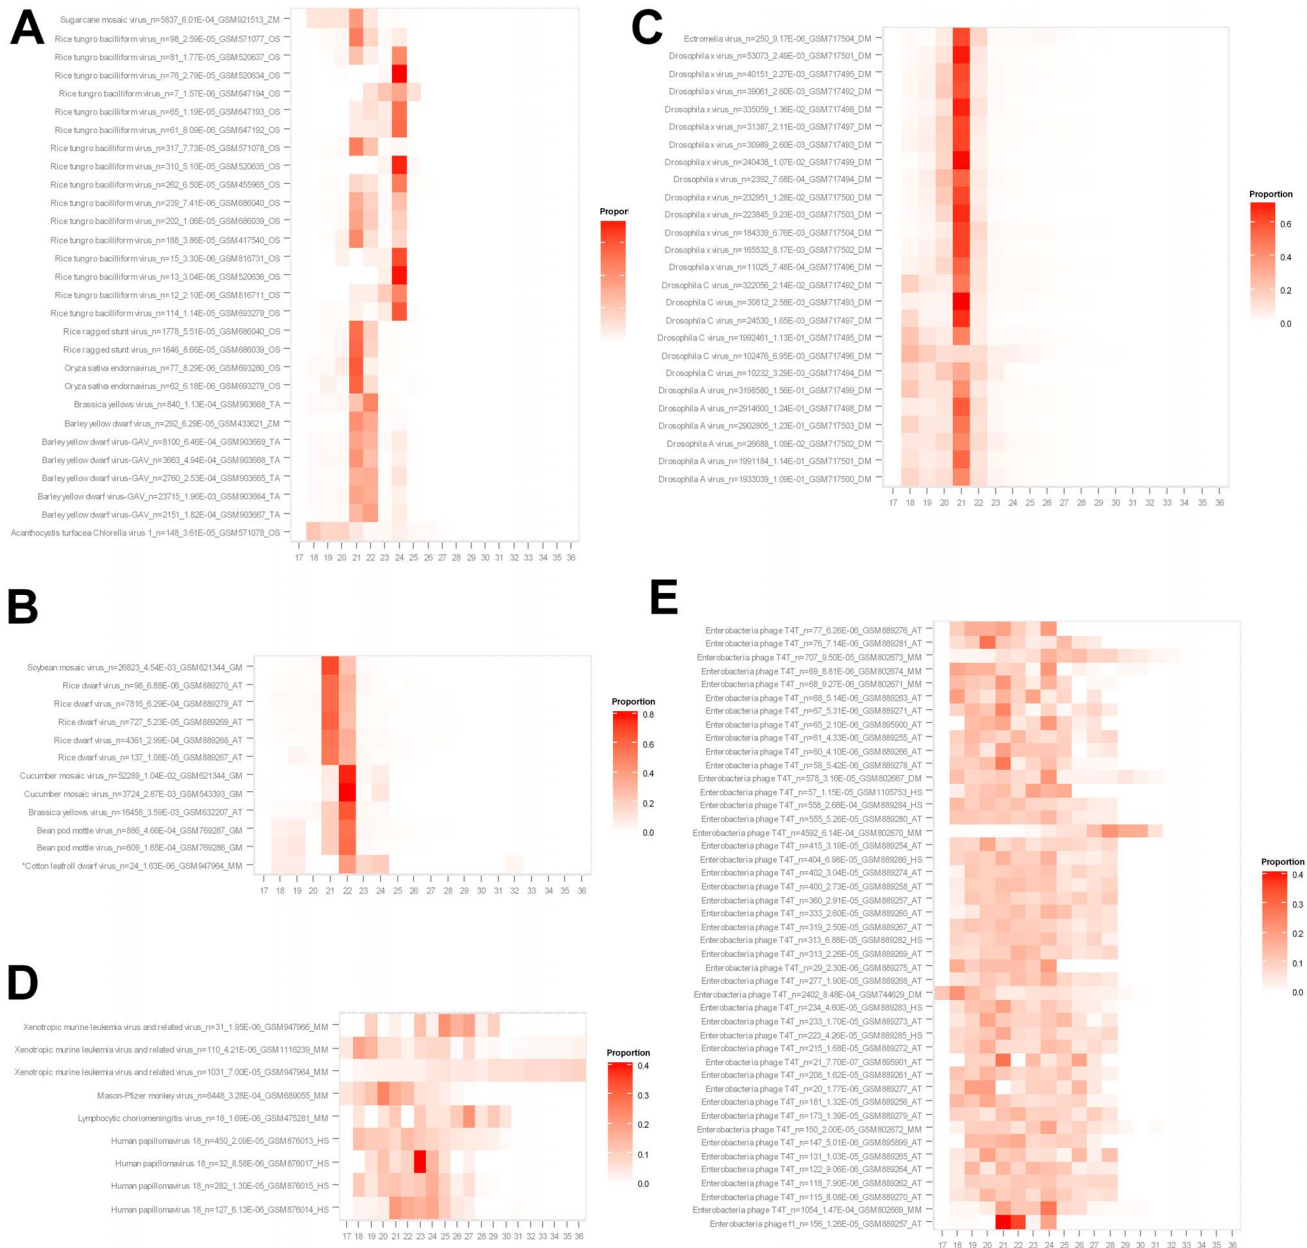 A
Sugarcane mosaic virus_n=5837_6.01E-04_GSM921513_ZM
Rice tungro bacilliform virus_n=98_2.59E-05_GSM571077_OS
Rice tungro bacilliform virus_n=81_1.77E-05_GSM520637_OS
Rice tungro bacilliform virus_n=76_2.79E-05_GSM520634_OS
Rice tungro bacilliform virus_n=7_1.57E-06_GSM647194_OS
Rice tungro bacilliform virus_n=65_1.19E-05_GSM647193_OS
Rice tungro bacilliform virus_n=61_8.09E-06_GSM647192_OS
Rice tungro bacilliform virus_n=317_7.73E-05_GSM571078_OS
Rice tungro bacilliform virus_n=310_5.10E-05_GSM520635_OS
Rice tungro bacilliform virus_n=262_6.50E-05_GSM455965_OS
Rice tungro bacilliform virus_n=239_7.41E-06_GSM686040_OS
Rice tungro bacilliform virus_n=202_1.06E-05_GSM686039_OS
Rice tungro bacilliform virus_n=188_3.86E-05_GSM417540_OS
Rice tungro bacilliform virus_n=15_3.30E-06_GSM816731_OS
Rice tungro bacilliform virus_n=13_3.04E-06_GSM520636_OS
Rice tungro bacilliform virus_n=12_2.10E-06_GSM816711_OS
Rice tungro bacilliform virus_n=114_1.14E-05_GSM693279_OS
Rice ragged stunt virus_n=1778_5.51E-05_GSM686040_OS
Rice ragged stunt virus_n=1646_8.66E-05_GSM686039_OS
Oryza sativa endornavirus_n=77_8.29E-06_GSM693280_OS
Oryza sativa endornavirus_n=62_6.18E-06_GSM693279_OS
Brassica yellows virus_n=840_1.13E-04_GSM903668_TA
Barley yellow dwarf virus_n=292_6.29E-05_GSM433621_ZM
Barley yellow dwarf virus-GAV_n=8100_6.46E-04_GSM903669_TA
Barley yellow dwarf virus-GAV_n=3663_4.94E-04_GSM903668_TA
Barley yellow dwarf virus-GAV_n=2760_2.53E-04_GSM903665_TA
Barley yellow dwarf virus-GAV_n=23715_1.96E-03_GSM903664_TA
Barley yellow dwarf virus-GAV_n=2151_1.82E-04_GSM903667_TA
Acanthocystis turfacea Chlorella virus 1_n=148_3.61E-05_GSM571078_OS
17 18 19 20 21 22 23 24 25 26 27 28 29 30 31 32 33 34 35 36
Propor
B
Soybean mosaic virus_n=26823_4.54E-03_GSM621344_GM
Rice dwarf virus_n=98_6.88E-06_GSM889270_AT
Rice dwarf virus_n=7816_6.29E-04_GSM889279_AT
Rice dwarf virus_n=727_5.23E-05_GSM889269_AT
Rice dwarf virus_n=4361_2.99E-04_GSM889268_AT
Rice dwarf virus_n=137_1.08E-05_GSM889267_AT
Cucumber mosaic virus_n=52289_1.04E-02_GSM621344_GM
Cucumber mosaic virus_n=3724_2.87E-03_GSM543393_GM
Brassica yellows virus_n=16458_3.59E-03_GSM632207_AT
Bean pod mottle virus_n=886_4.66E-04_GSM769287_GM
Bean pod mottle virus_n=609_1.65E-04_GSM769286_GM
*Cotton leafroll dwarf virus_n=24_1.63E-06_GSM947964_MM
17 18 19 20 21 22 23 24 25 26 27 28 29 30 31 32 33 34 35 36
Proportion
0.8
0.6
0.4
0.2
0.0
C
Ectromelia virus_n=250_9.17E-06_GSM717504_DM
Drosophila x virus_n=53073_2.49E-03_GSM717501_DM
Drosophila x virus_n=40151_2.27E-03_GSM717495_DM
Drosophila x virus_n=39061_2.60E-03_GSM717492_DM
Drosophila x virus_n=335059_1.36E-02_GSM717498_DM
Drosophila x virus_n=31387_2.11E-03_GSM717497_DM
Drosophila x virus_n=30989_2.60E-03_GSM717493_DM
Drosophila x virus_n=240438_1.07E-02_GSM717499_DM
Drosophila x virus_n=2392_7.68E-04_GSM717494_DM
Drosophila x virus_n=232951_1.28E-02_GSM717500_DM
Drosophila x virus_n=223845_9.23E-03_GSM717503_DM
Drosophila x virus_n=184339_6.76E-03_GSM717504_DM
Drosophila x virus_n=165532_8.17E-03_GSM717502_DM
Drosophila x virus_n=11025_7.48E-04_GSM717496_DM
Drosophila C virus_n=322056_2.14E-02_GSM717492_DM
Drosophila C virus_n=30812_2.58E-03_GSM717493_DM
Drosophila C virus_n=24530_1.65E-03_GSM717497_DM
Drosophila C virus_n=1992461_1.13E-01_GSM717495_DM
Drosophila C virus_n=102476_6.95E-03_GSM717496_DM
Drosophila C virus_n=10232_3.29E-03_GSM717494_DM
Drosophila A virus_n=3198580_1.56E-01_GSM717499_DM
Drosophila A virus_n=2914600_1.24E-01_GSM717498_DM
Drosophila A virus_n=2902805_1.23E-01_GSM717503_DM
Drosophila A virus_n=26688_1.09E-02_GSM717502_DM
Drosophila A virus_n=1991184_1.14E-01_GSM717501_DM
Drosophila A virus_n=1933039_1.09E-01_GSM717500_DM
17 18 19 20 21 22 23 24 25 26 27 28 29 30 31 32 33 34 35 36
Proportion
0.6
0.4
0.2
0.0
D
Xenotropic murine leukemia virus and related virus_n=31_1.95E-06_GSM947966_MM
Xenotropic murine leukemia virus and related virus_n=110_4.21E-06_GSM1116239_MM
Xenotropic murine leukemia virus and related virus_n=1031_7.00E-05_GSM947964_MM
Mason-Pfizer monkey virus_n=6448_3.28E-04_GSM689055_MM
Lymphocytic choriomeningitis virus_n=18_1.69E-06_GSM475281_MM
Human papillomavirus 18_n=450_2.09E-05_GSM876013_HS
Human papillomavirus 18_n=32_8.58E-06_GSM876017_HS
Human papillomavirus 18_n=282_1.30E-05_GSM876015_HS
Human papillomavirus 18_n=127_6.13E-06_GSM876014_HS
17 18 19 20 21 22 23 24 25 26 27 28 29 30 31 32 33 34 35 36
Proportion
0.4
0.3
0.2
0.1
0.0
E
Enterobacteria phage T4T_n=77_6.26E-06_GSM889276_AT
Enterobacteria phage T4T_n=76_7.14E-06_GSM889281_AT
Enterobacteria phage T4T_n=707_9.50E-05_GSM802673_MM
Enterobacteria phage T4T_n=69_8.81E-06_GSM802674_MM
Enterobacteria phage T4T_n=68_9.27E-06_GSM802671_MM
Enterobacteria phage T4T_n=68_5.14E-06_GSM889263_AT
Enterobacteria phage T4T_n=67_5.31E-06_GSM889271_AT
Enterobacteria phage T4T_n=65_2.10E-06_GSM895900_AT
Enterobacteria phage T4T_n=61_4.33E-06_GSM889255_AT
Enterobacteria phage T4T_n=60_4.10E-06_GSM889266_AT
Enterobacteria phage T4T_n=58_5.42E-06_GSM889278_AT
Enterobacteria phage T4T_n=578_3.16E-05_GSM802667_DM
Enterobacteria phage T4T_n=57_1.15E-05_GSM1105753_HS
Enterobacteria phage T4T_n=558_2.68E-04_GSM889284_HS
Enterobacteria phage T4T_n=555_5.26E-05_GSM889280_AT
Enterobacteria phage T4T_n=4592_6.14E-04_GSM802670_MM
Enterobacteria phage T4T_n=415_3.19E-05_GSM889254_AT
Enterobacteria phage T4T_n=404_6.98E-05_GSM889286_HS
Enterobacteria phage T4T_n=402_3.04E-05_GSM889274_AT
Enterobacteria phage T4T_n=400_2.73E-05_GSM889258_AT
Enterobacteria phage T4T_n=360_2.91E-05_GSM889257_AT
Enterobacteria phage T4T_n=333_2.60E-05_GSM889260_AT
Enterobacteria phage T4T_n=319_2.50E-05_GSM889267_AT
Enterobacteria phage T4T_n=313_6.88E-05_GSM889282_HS
Enterobacteria phage T4T_n=313_2.26E-05_GSM889269_AT
Enterobacteria phage T4T_n=29_2.30E-06_GSM889275_AT
Enterobacteria phage T4T_n=277_1.90E-05_GSM889268_AT
Enterobacteria phage T4T_n=2402_8.48E-04_GSM744629_DM
Enterobacteria phage T4T_n=234_4.60E-05_GSM889283_HS
Enterobacteria phage T4T_n=233_1.70E-05_GSM889273_AT
Enterobacteria phage T4T_n=223_4.26E-05_GSM889285_HS
Enterobacteria phage T4T_n=215_1.68E-05_GSM889272_AT
Enterobacteria phage T4T_n=21_7.70E-07_GSM895901_AT
Enterobacteria phage T4T_n=208_1.62E-05_GSM889261_AT
Enterobacteria phage T4T_n=20_1.77E-06_GSM889277_AT
Enterobacteria phage T4T_n=181_1.32E-05_GSM889256_AT
Enterobacteria phage T4T_n=173_1.39E-05_GSM889279_AT
Enterobacteria phage T4T_n=150_2.00E-05_GSM802672_MM
Enterobacteria phage T4T_n=147_5.01E-06_GSM895899_AT
Enterobacteria phage T4T_n=131_1.03E-05_GSM889265_AT
Enterobacteria phage T4T_n=122_9.06E-06_GSM889264_AT
Enterobacteria phage T4T_n=118_7.90E-06_GSM889262_AT
Enterobacteria phage T4T_n=115_8.08E-06_GSM889270_AT
Enterobacteria phage T4T_n=1054_1.47E-04_GSM802669_MM
Enterobacteria phage f1_n=156_1.26E-05_GSM889257_AT
17 18 19 20 21 22 23 24 25 26 27 28 29 30 31 32 33 34 35 36
Proportion
0.4
0.3
0.2
0.1
0.0